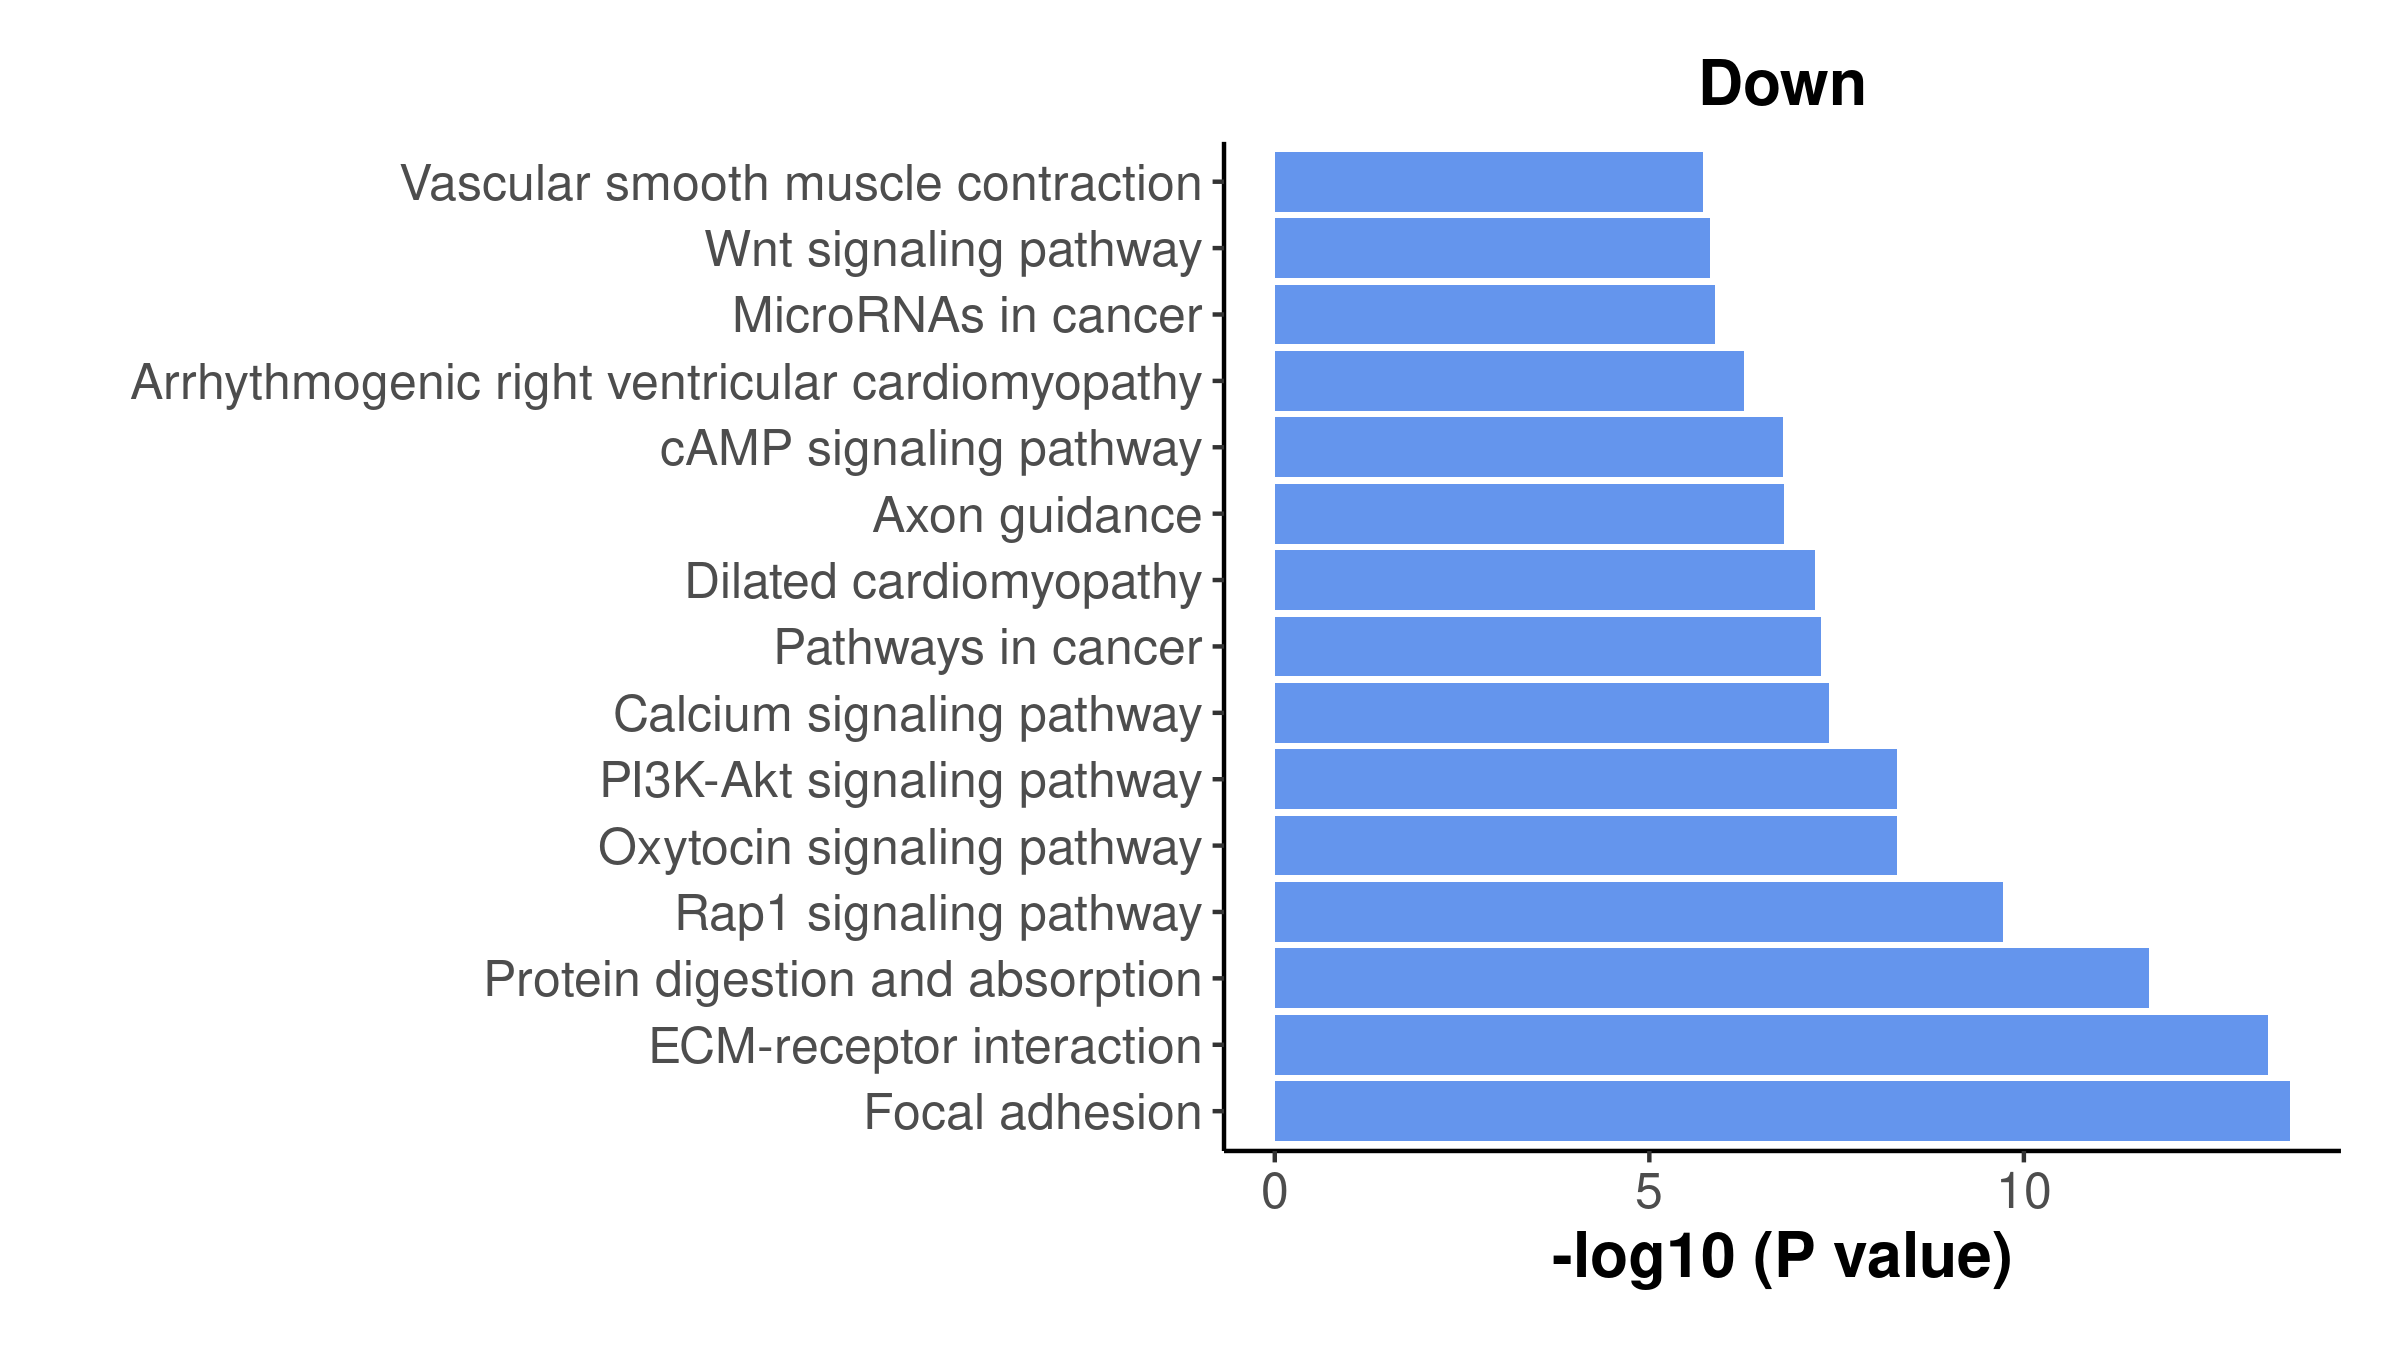 Down
Vascular smooth muscle contraction
Wnt signaling pathway
MicroRNAs in cancer
Arrhythmogenic right ventricular cardiomyopathy
cAMP signaling pathway
Axon guidance
Dilated cardiomyopathy
Pathways in cancer
Calcium signaling pathway
PI3K-Akt signaling pathway
Oxytocin signaling pathway
Rap1 signaling pathway
Protein digestion and absorption
ECM-receptor interaction
Focal adhesion
0 5 10
-log10 (P value)